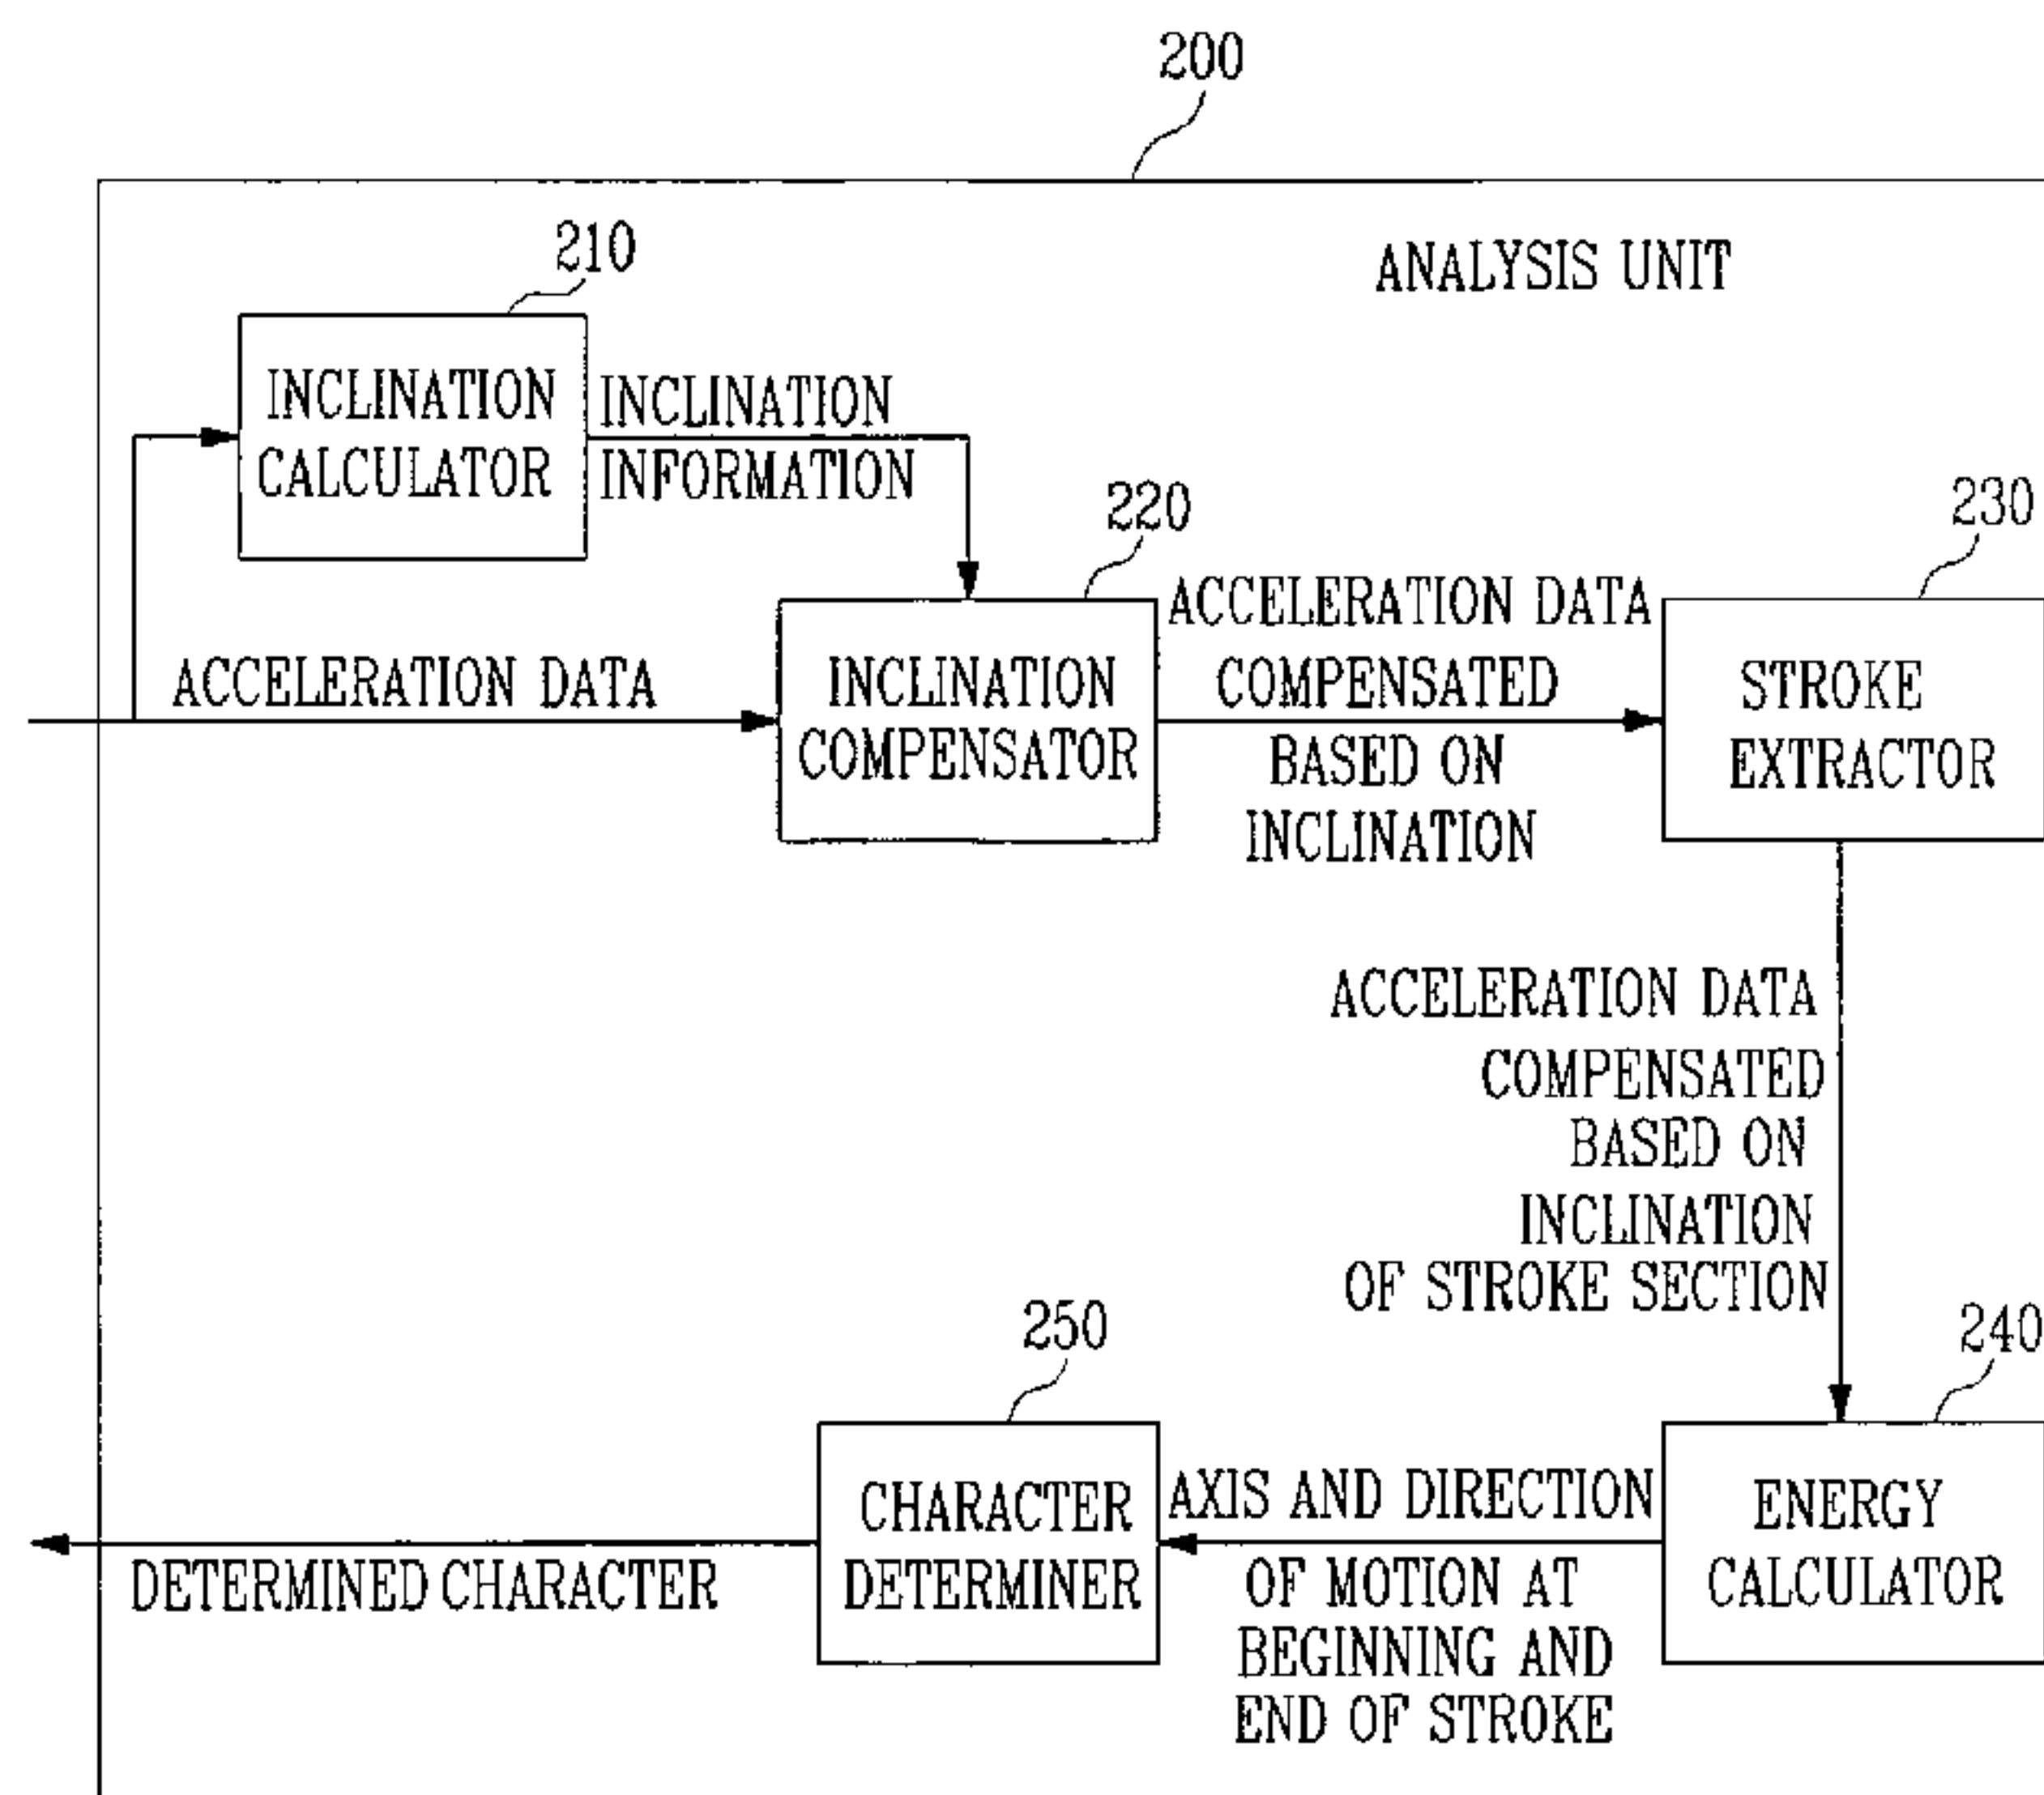 200
ANALYSIS UNIT
210
INCLINATION
CALCULATOR
INCLINATION
INFORMATION
220
230
ACCELERATION DATA
INCLINATION
COMPENSATOR
ACCELERATION DATA
COMPENSATED
BASED ON
INCLINATION
STROKE
EXTRACTOR
ACCELERATION DATA
COMPENSATED
BASED ON
INCLINATION
OF STROKE SECTION
240
ENERGY
CALCULATOR
AXIS AND DIRECTION
OF MOTION AT
BEGINNING AND
END OF STROKE
250
CHARACTER
DETERMINER
DETERMINED CHARACTER